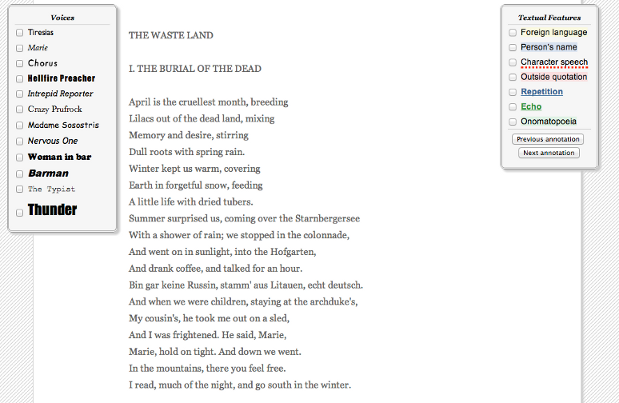 Voices
Tiresias
Marie
Chorus
Hellfire Preacher
Intrepid Reporter
Crazy Prufrock
Madame Sosostris
Nervous One
Woman in bar
Barman
The Typist
Thunder
THE WASTE LAND
I. THE BURIAL OF THE DEAD
April is the cruellest month, breeding
Lilacs out of the dead land, mixing
Memory and desire, stirring
Dull roots with spring rain.
Winter kept us warm, covering
Earth in forgetful snow, feeding
A little life with dried tubers.
Summer surprised us, coming over the Starnbergersee
With a shower of rain; we stopped in the colonnade,
And went on in sunlight, into the Hofgarten,
And drank coffee, and talked for an hour.
Bin gar keine Russin, stamm' aus Litauen, echt deutsch.
And when we were children, staying at the archduke's,
My cousin's, he took me out on a sled,
And I was frightened. He said, Marie,
Marie, hold on tight. And down we went.
In the mountains, there you feel free.
I read, much of the night, and go south in the winter.
Textual Features
Foreign language
Person's name
Character speech
Outside quotation
Repetition
Echo
Onomatopoeia
Previous annotation
Next annotation